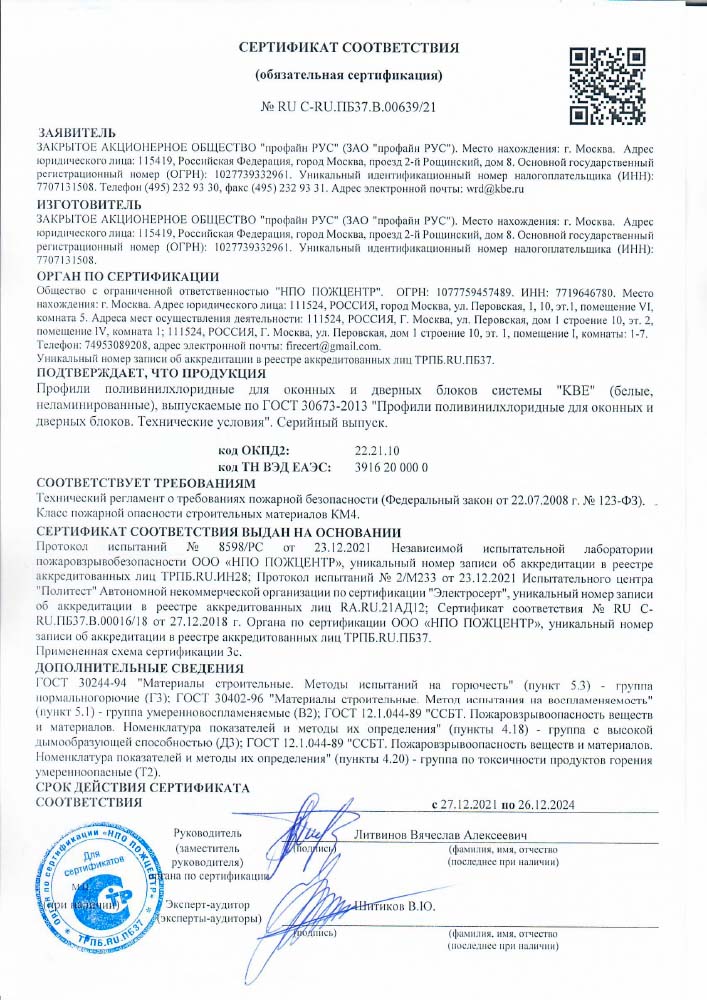 СЕРТИФИКАТ СООТВЕТСТВИЯ
(обязательная сертификация)
№ RU С-RU.ПБ37.В.00639/21
ЗАЯВИТЕЛЬ
ЗАКРЫТОЕ АКЦИОНЕРНОЕ ОБЩЕСТВО "профайн РУС" (ЗАО "профайн РУС"). Место нахождения: г. Москва. Адрес
юридического лица: 115419, Российская Федерация, город Москва, проезд 2-й Рощинский, дом 8. Основной государственный
регистрационный номер (ОГРН): 1027739332961. Уникальный идентификационный номер налогоплательщика (ИНН):
7707131508. Телефон (495) 232 93 30, факс (495) 232 93 31. Адрес электронной почты: wrd@kbe.ru
ИЗГОТОВИТЕЛЬ
ЗАКРЫТОЕ АКЦИОНЕРНОЕ ОБЩЕСТВО "профайн РУС" (ЗАО "профайн РУС"). Место нахождения: г. Москва. Адрес
юридического лица: 115419, Российская Федерация, город Москва, проезд 2-й Рощинский, дом 8. Основной государственный
регистрационный номер (ОГРН): 1027739332961. Уникальный идентификационный номер налогоплательщика (ИНН):
7707131508.
ОРГАН ПО СЕРТИФИКАЦИИ
Общество с ограниченной ответственностью "НПО ПОЖЦЕНТР". ОГРН: 1077759457489. ИНН: 7719646780. Место
нахождения: г. Москва. Адрес юридического лица: 111524, РОССИЯ, город Москва, ул. Перовская, 1, 10, эт.1, помещение VI,
комната 5. Адреса мест осуществления деятельности: 111524, РОССИЯ, Г. Москва, ул. Перовская, дом 1 строение 10, эт. 2,
помещение IV, комната 1; 111524, РОССИЯ, Г. Москва, ул. Перовская, дом 1 строение 10, эт. 1, помещение I, комнаты: 1-7.
Телефон: 74953089208, адрес электронной почты: firecert@gmail.com.
Уникальный номер записи об аккредитации в реестре аккредитованных лиц ТРПБ.RU.ПБ37.
ПОДТВЕРЖДАЕТ, ЧТО ПРОДУКЦИЯ
Профили поливинилхлоридные для оконных и дверных блоков системы "KBE" (белые,
неламинированные), выпускаемые по ГОСТ 30673-2013 "Профили поливинилхлоридные для оконных и
дверных блоков. Технические условия". Серийный выпуск.
код ОКПД2: 22.21.10
код ТН ВЭД ЕАЭС: 3916 20 000 0
СООТВЕТСТВУЕТ ТРЕБОВАНИЯМ
Технический регламент о требованиях пожарной безопасности (Федеральный закон от 22.07.2008 г. № 123-ФЗ).
Класс пожарной опасности строительных материалов КМ4.
СЕРТИФИКАТ СООТВЕТСТВИЯ ВЫДАН НА ОСНОВАНИИ
Протокол испытаний № 8598/РС от 23.12.2021 Независимой испытательной лаборатории
пожаровзрывобезопасности ООО «НПО ПОЖЦЕНТР», уникальный номер записи об аккредитации в реестре
аккредитованных лиц ТРПБ.RU.ИН28; Протокол испытаний № 2/М233 от 23.12.2021 Испытательного центра
"Политест" Автономной некоммерческой организации по сертификации "Электросерт", уникальный номер записи
об аккредитации в реестре аккредитованных лиц RA.RU.21АД12; Сертификат соответствия № RU С-
RU.ПБ37.В.00016/18 от 27.12.2018 г. Органа по сертификации ООО «НПО ПОЖЦЕНТР», уникальный номер
записи об аккредитации в реестре аккредитованных лиц ТРПБ.RU.ПБ37.
Примененная схема сертификации 3с.
ДОПОЛНИТЕЛЬНЫЕ СВЕДЕНИЯ
ГОСТ 30244-94 "Материалы строительные. Методы испытаний на горючесть" (пункт 5.3) - группа
нормальногорючие (Г3); ГОСТ 30402-96 "Материалы строительные. Метод испытания на воспламеняемость"
(пункт 5.1) - группа умеренновоспламеняемые (В2); ГОСТ 12.1.044-89 "ССБТ. Пожаровзрывоопасность веществ
и материалов. Номенклатура показателей и методы их определения" (пункты 4.18) - группа с высокой
дымообразующей способностью (Д3); ГОСТ 12.1.044-89 "ССБТ. Пожаровзрывоопасность веществ и материалов.
Номенклатура показателей и методы их определения" (пункты 4.20) - группа по токсичности продуктов горения
умеренноопасные (Т2).
СРОК ДЕЙСТВИЯ СЕРТИФИКАТА
СООТВЕТСТВИЯ с 27.12.2021 по 26.12.2024
Руководитель Литвинов Вячеслав Алексеевич
(заместитель (подпись) (фамилия, имя, отчество
руководителя) (последнее при наличии)
органа по сертификации
М.П.
(при наличии) Эксперт-аудитор Шитиков В.Ю.
(эксперты-аудиторы)
(подпись) (фамилия, имя, отчество
(последнее при наличии)
Орган по сертификации «НПО ПОЖЦЕНТР»
Для
сертификатов
ТРПБ.RU.ПБ37